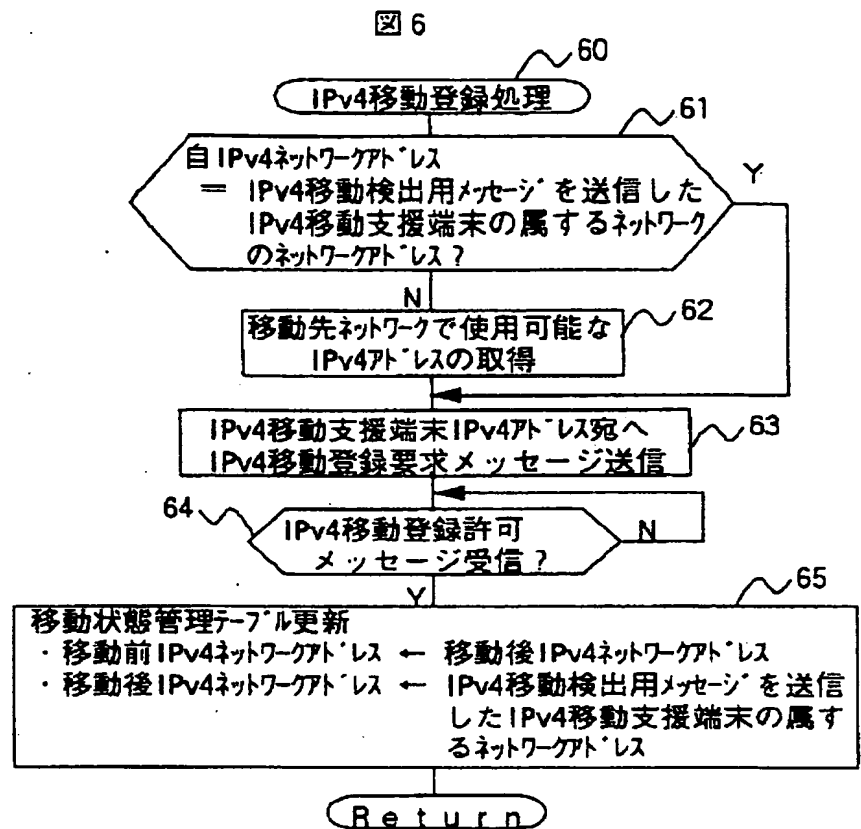 図6
60
IPv4移動登録処理
61
自IPv4ネットワークアドレス
＝ IPv4移動検出用メッセージを送信した
IPv4移動支援端末の属するネットワーク
のネットワークアドレス？
Y
N
62
移動先ネットワークで使用可能な
IPv4アドレスの取得
63
IPv4移動支援端末IPv4アドレス宛へ
IPv4移動登録要求メッセージ送信
64
IPv4移動登録許可
メッセージ受信？
N
Y
65
移動状態管理テーブル更新
・移動前IPv4ネットワークアドレス ← 移動後IPv4ネットワークアドレス
・移動後IPv4ネットワークアドレス ← IPv4移動検出用メッセージを送信
したIPv4移動支援端末の属す
るネットワークアドレス
Return